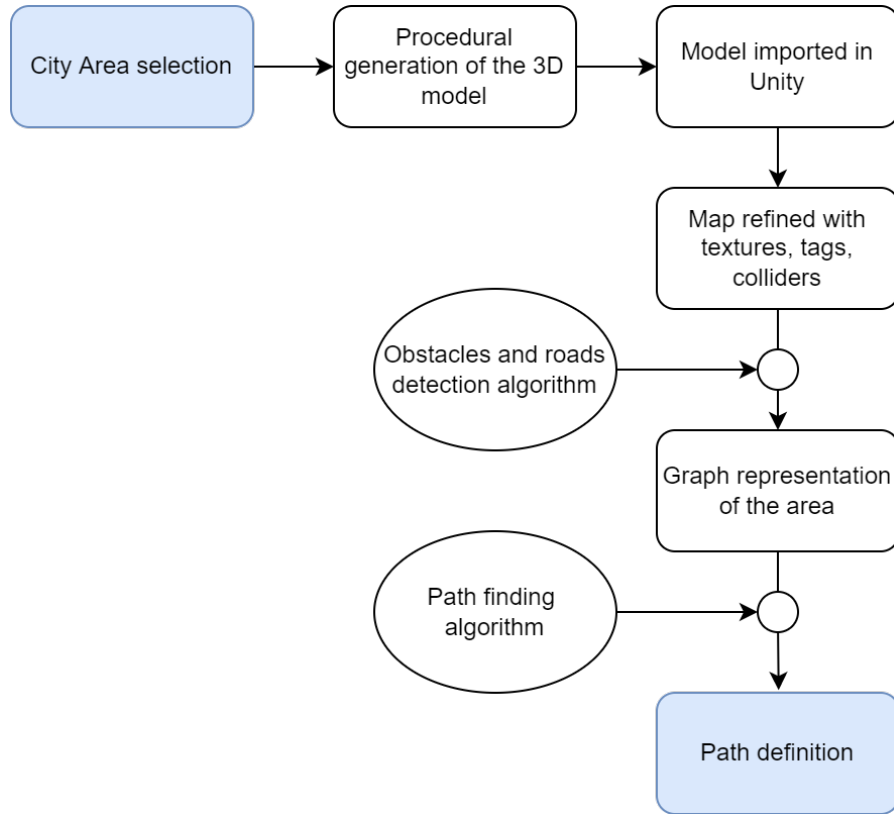 City Area selection
Procedural
generation of the 3D
model
Model imported in
Unity
Map refined with
textures, tags,
colliders
Obstacles and roads
detection algorithm
Graph representation
of the area
Path finding
algorithm
Path definition